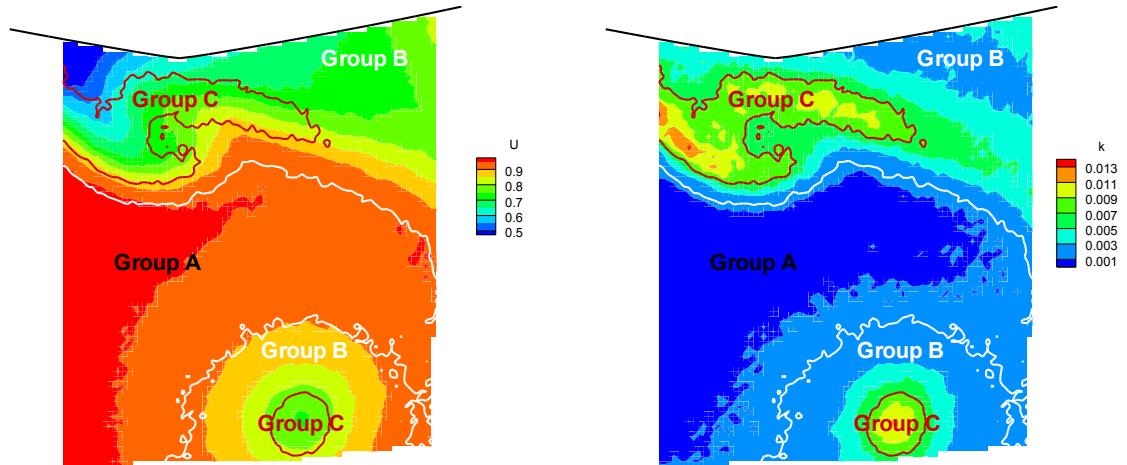 Group B
Group C
Group A
Group B
Group C
U
0.9
0.8
0.7
0.6
0.5
Group B
Group C
Group A
Group B
Group C
k
0.013
0.011
0.009
0.007
0.005
0.003
0.001